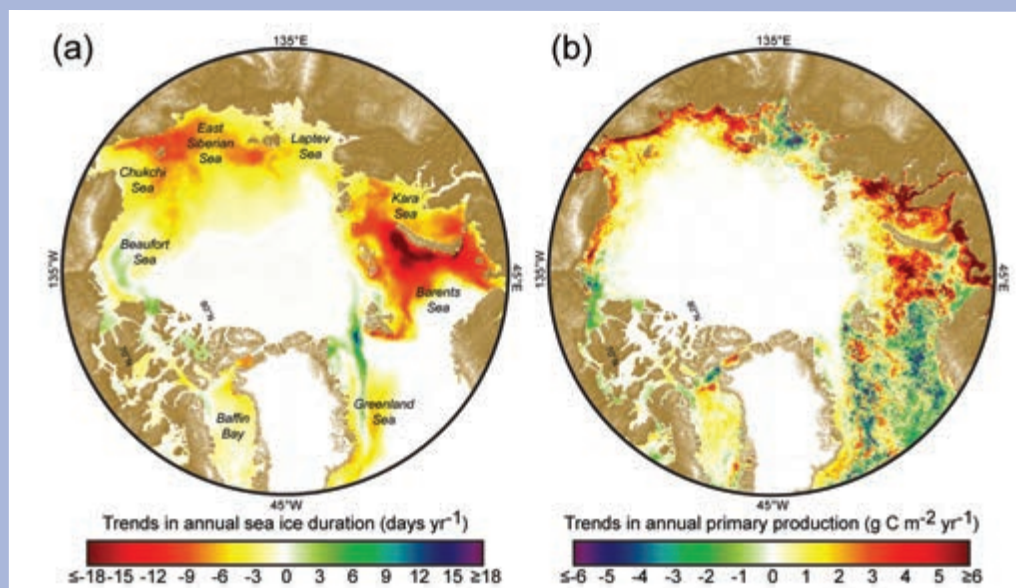 (a)
135°E
East
Siberian
Sea
Laptev
Sea
Chukchi
Sea
Kara
Sea
Beaufort
Sea
135°W
45°E
Barents
Sea
80°N
Baffin
Bay
Greenland
Sea
45°W
Trends in annual sea ice duration (days yr⁻¹)
≤-18 -15 -12 -9 -6 -3 0 3 6 9 12 15 ≥18
(b)
135°E
135°W
45°E
80°N
45°W
Trends in annual primary production (g C m⁻² yr⁻¹)
≤-6 -5 -4 -3 -2 -1 0 1 2 3 4 5 ≥6